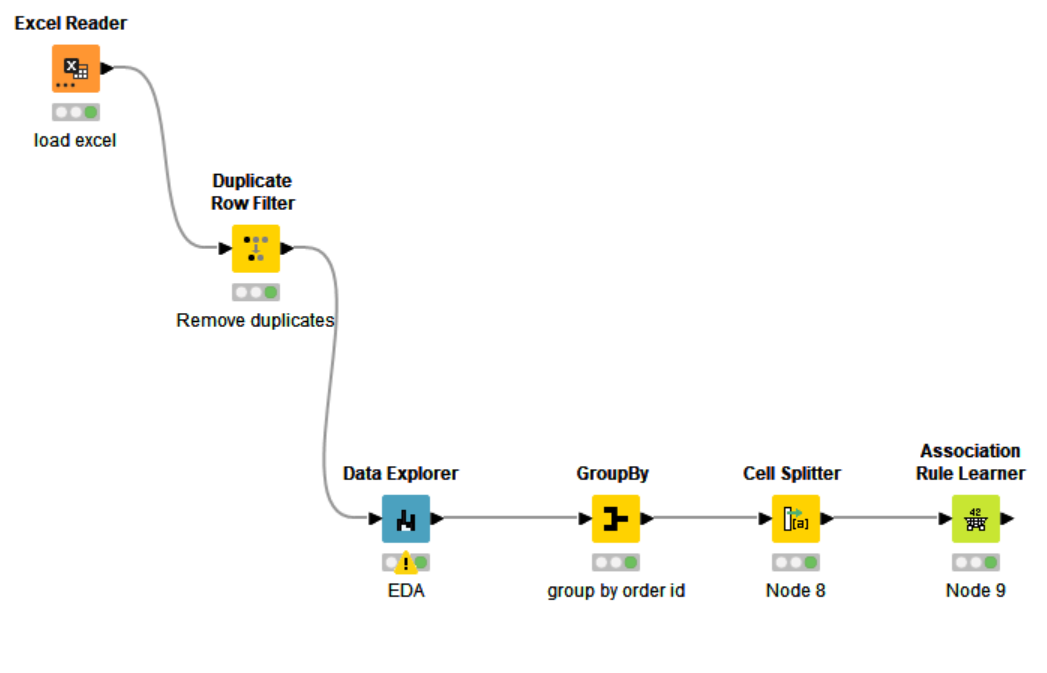 Excel Reader
load excel
Duplicate
Row Filter
Remove duplicates
Data Explorer
EDA
GroupBy
group by order id
Cell Splitter
[a]
Node 8
Association
Rule Learner
42
Node 9